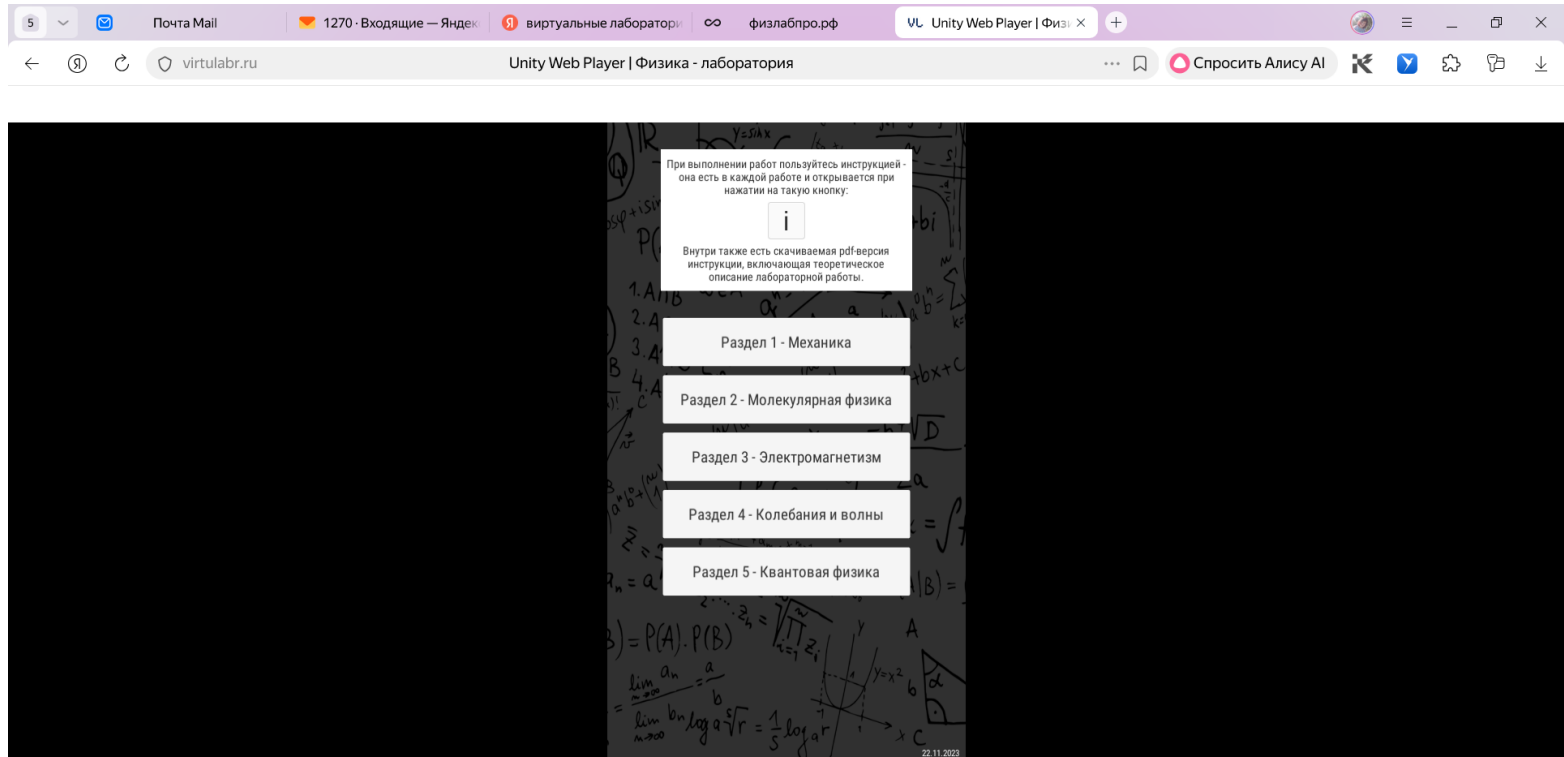 5
Почта Mail
1270 · Входящие — Яндек
виртуальные лаборатори
физлабпро.рф
Unity Web Player | Физи
virtulabr.ru
Unity Web Player | Физика - лаборатория
Спросить Алису AI
При выполнении работ пользуйтесь инструкцией -
она есть в каждой работе и открывается при
нажатии на такую кнопку:
i
Внутри также есть скачиваемая pdf-версия
инструкции, включающая теоретическое
описание лабораторной работы.
Раздел 1 - Механика
Раздел 2 - Молекулярная физика
Раздел 3 - Электромагнетизм
Раздел 4 - Колебания и волны
Раздел 5 - Квантовая физика
22.11.2023